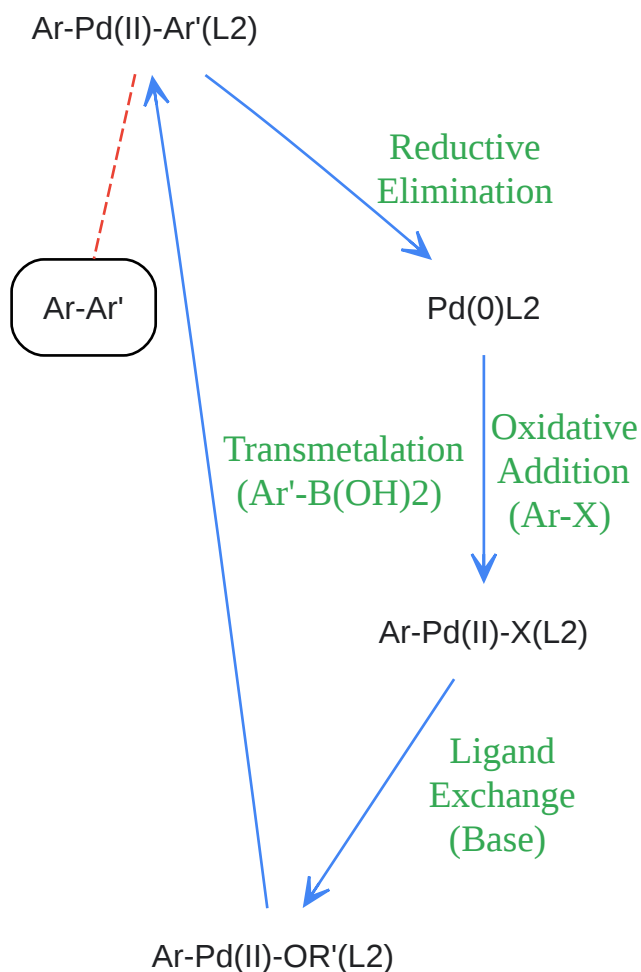 Ar-Pd(II)-Ar'(L2)
Reductive
Elimination
Ar-Ar'
Pd(0)L2
Transmetalation
(Ar'-B(OH)2)
Oxidative
Addition
(Ar-X)
Ar-Pd(II)-X(L2)
Ligand
Exchange
(Base)
Ar-Pd(II)-OR'(L2)